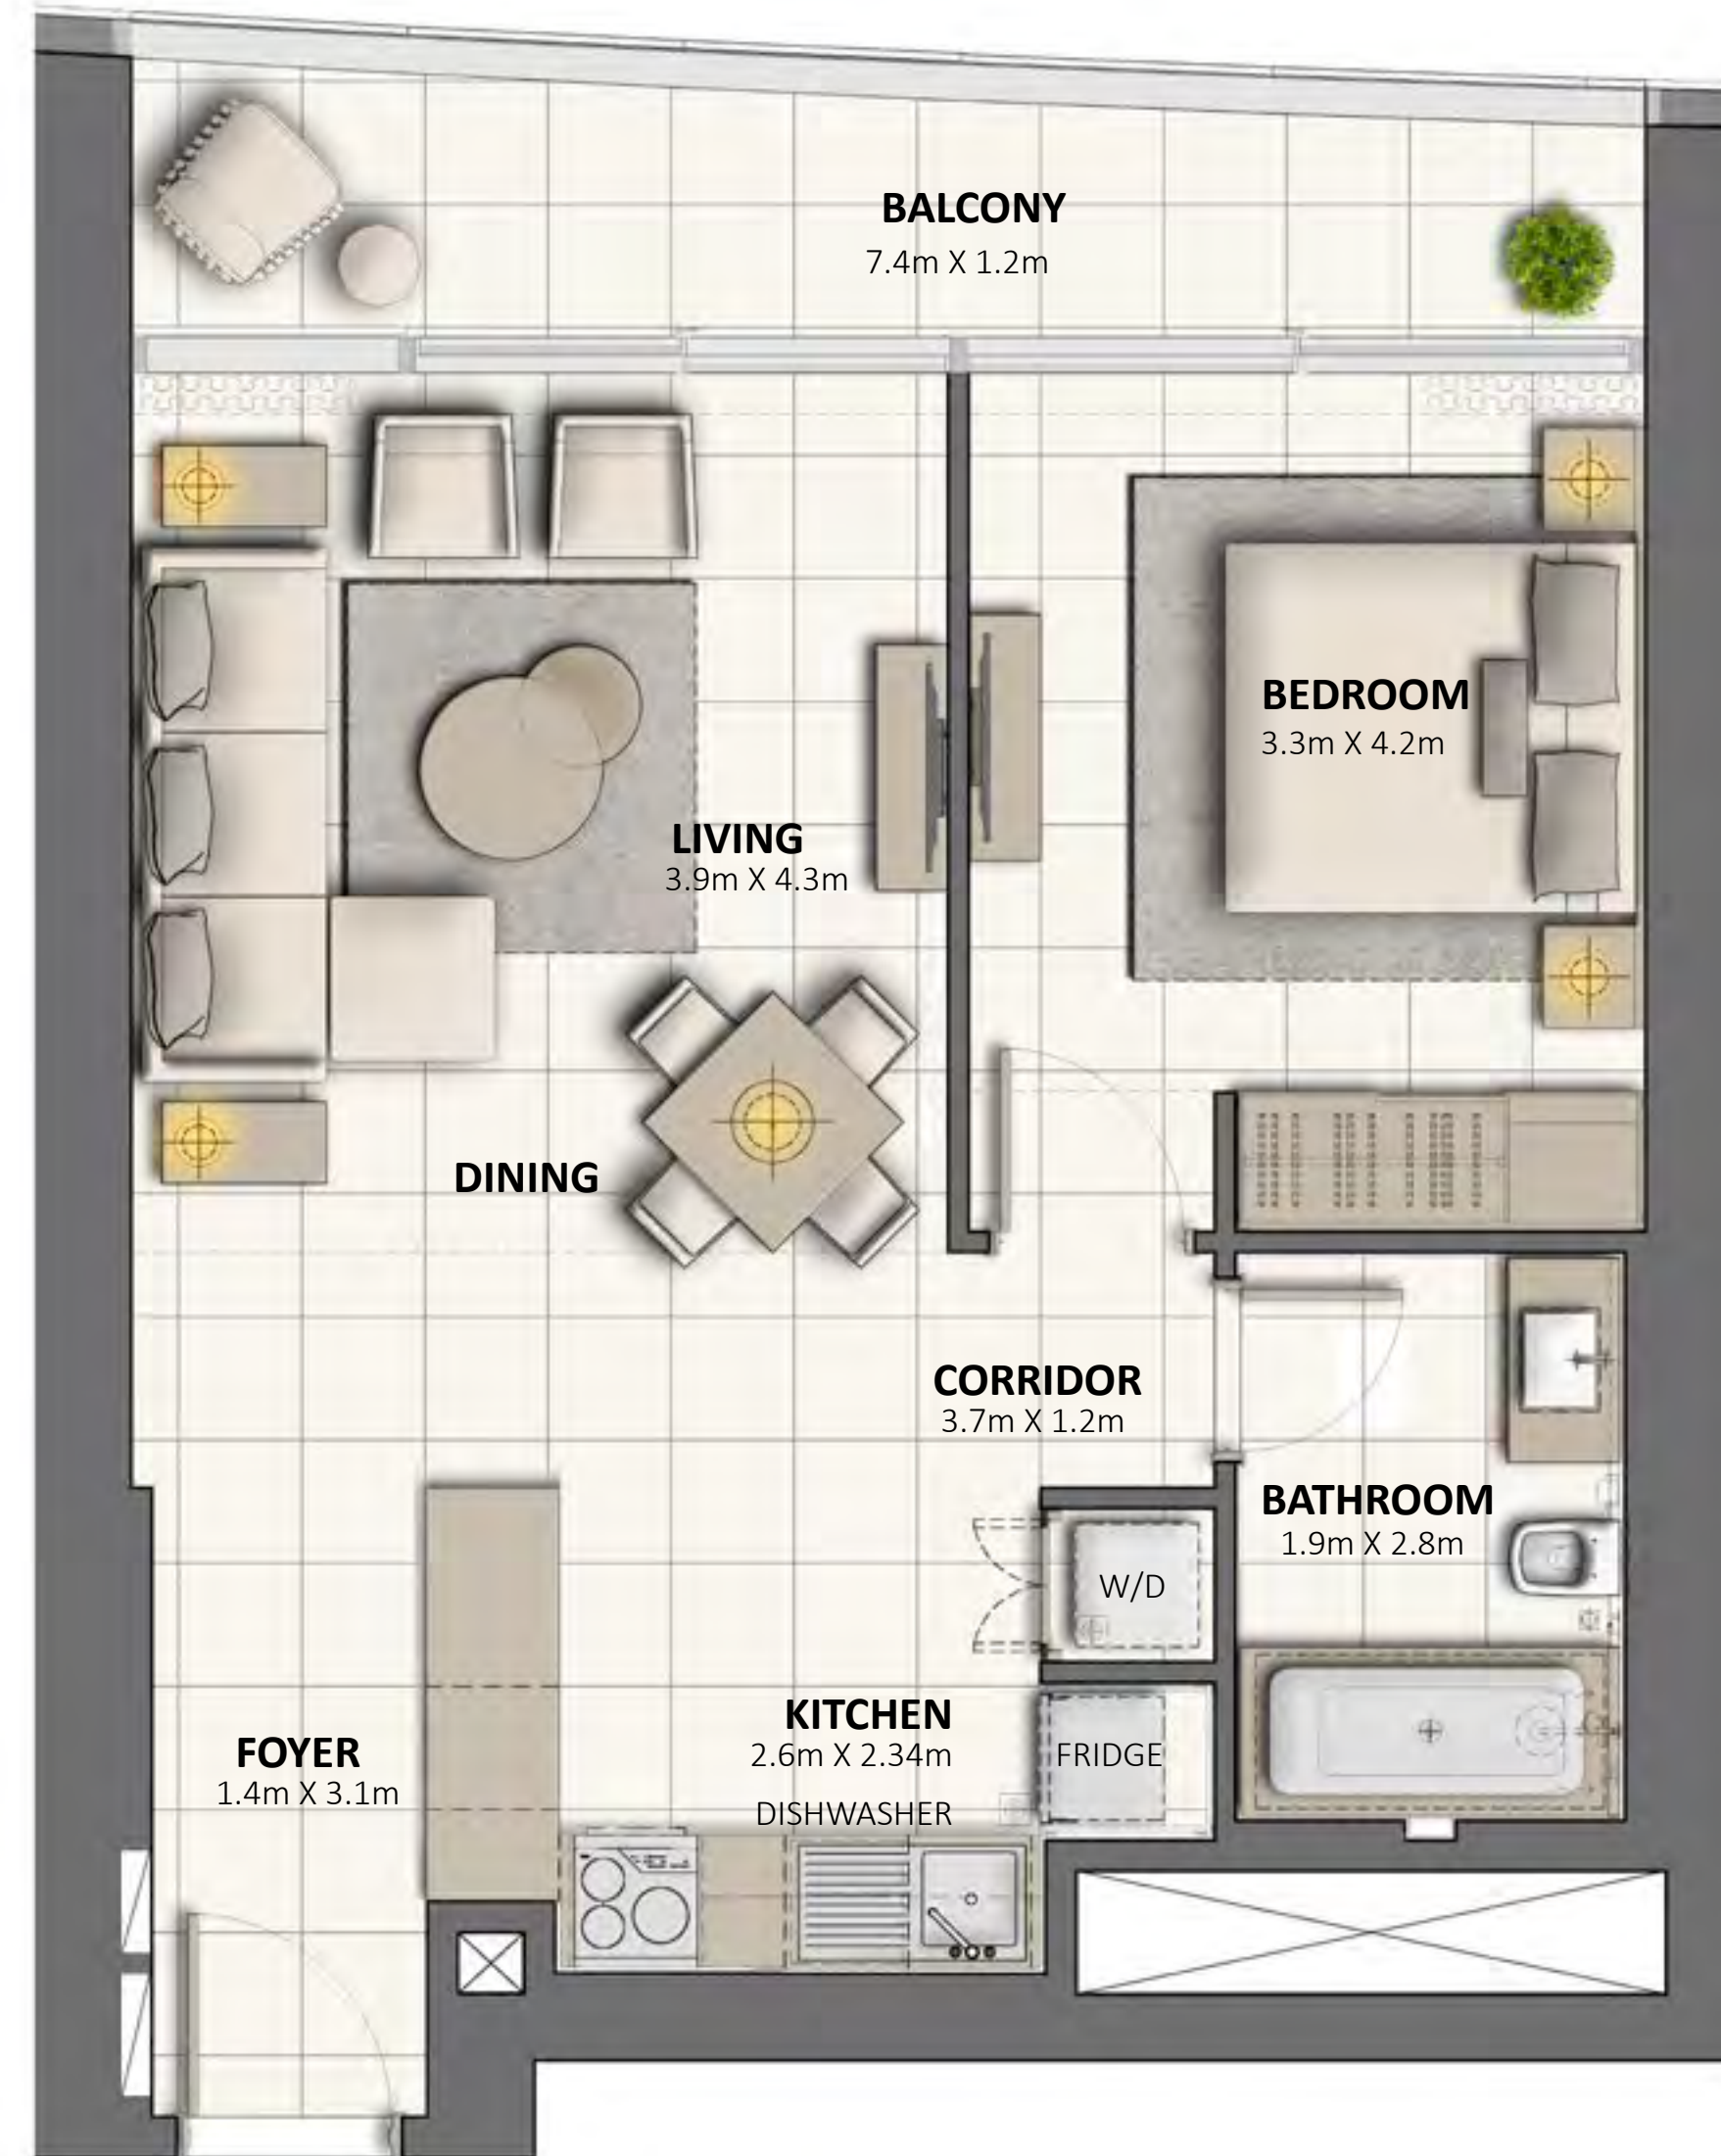 BALCONY
7.4m X 1.2m
BEDROOM
3.3m X 4.2m
LIVING
3.9m X 4.3m
DINING
CORRIDOR
3.7m X 1.2m
BATHROOM
1.9m X 2.8m
W/D
KITCHEN
2.6m X 2.34m
FRIDGE
DISHWASHER
FOYER
1.4m X 3.1m